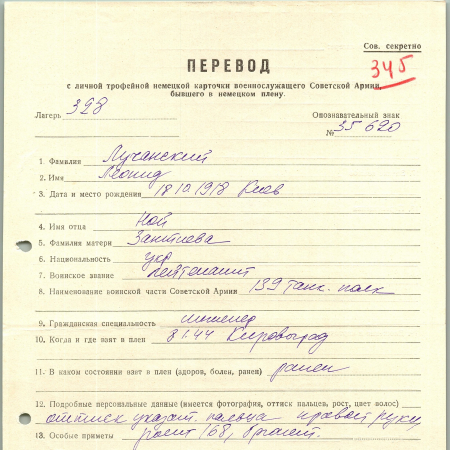 Сов. секретно
345
ПЕРЕВОД
с личной трофейной немецкой карточки военнослужащего Советской Армии,
бывшего в немецком плену.
Лагерь 328
Опознавательный знак
№ 35620
1. Фамилия Лучанский
2. Имя Леонид
3. Дата и место рождения 18 10.1918 Киев
4. Имя отца Ной
5. Фамилия матери
6. Национальность укр
7. Воинское звание лейтенант
8. Наименование воинской части Советской Армии 139 танк. полк
9. Гражданская специальность инженер
10. Когда и где взят в плен 8 1.44 Кировоград
11. В каком состоянии взят в плен (здоров, болен, ранен) ранен
12. Подробные персональные данные (имеется фотография, оттиск пальцев, рост, цвет волос)
оттиск указат. пальца правой руки,
13. Особые приметы рост 168,